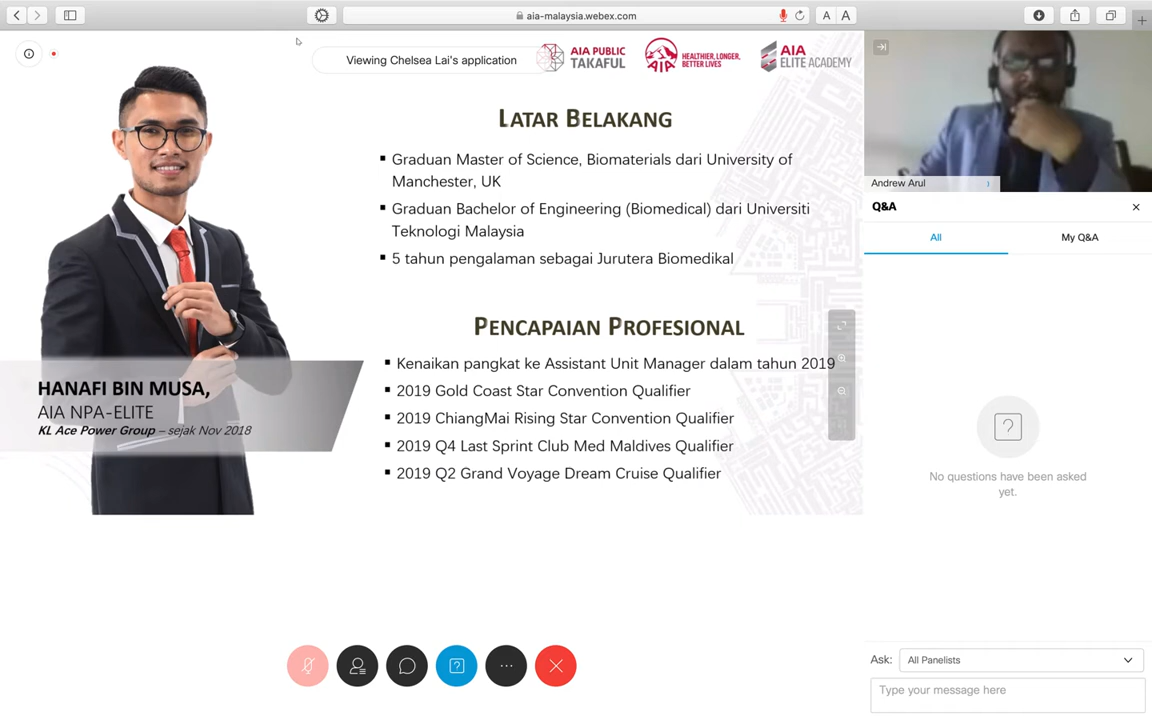 aia-malaysia.webex.com
A A
Viewing Chelsea Lai's application
AIA PUBLIC
TAKAFUL
AIA
HEALTHIER, LONGER,
BETTER LIVES
AIA
ELITE ACADEMY
LATAR BELAKANG
▪ Graduan Master of Science, Biomaterials dari University of
Manchester, UK
▪ Graduan Bachelor of Engineering (Biomedical) dari Universiti
Teknologi Malaysia
▪ 5 tahun pengalaman sebagai Jurutera Biomedikal
PENCAPAIAN PROFESIONAL
▪ Kenaikan pangkat ke Assistant Unit Manager dalam tahun 2019
▪ 2019 Gold Coast Star Convention Qualifier
▪ 2019 ChiangMai Rising Star Convention Qualifier
▪ 2019 Q4 Last Sprint Club Med Maldives Qualifier
▪ 2019 Q2 Grand Voyage Dream Cruise Qualifier
HANAFI BIN MUSA,
AIA NPA-ELITE
KL Ace Power Group – sejak Nov 2018
Andrew Arul
Q&A
All
My Q&A
No questions have been asked
yet.
Ask:
All Panelists
Type your message here